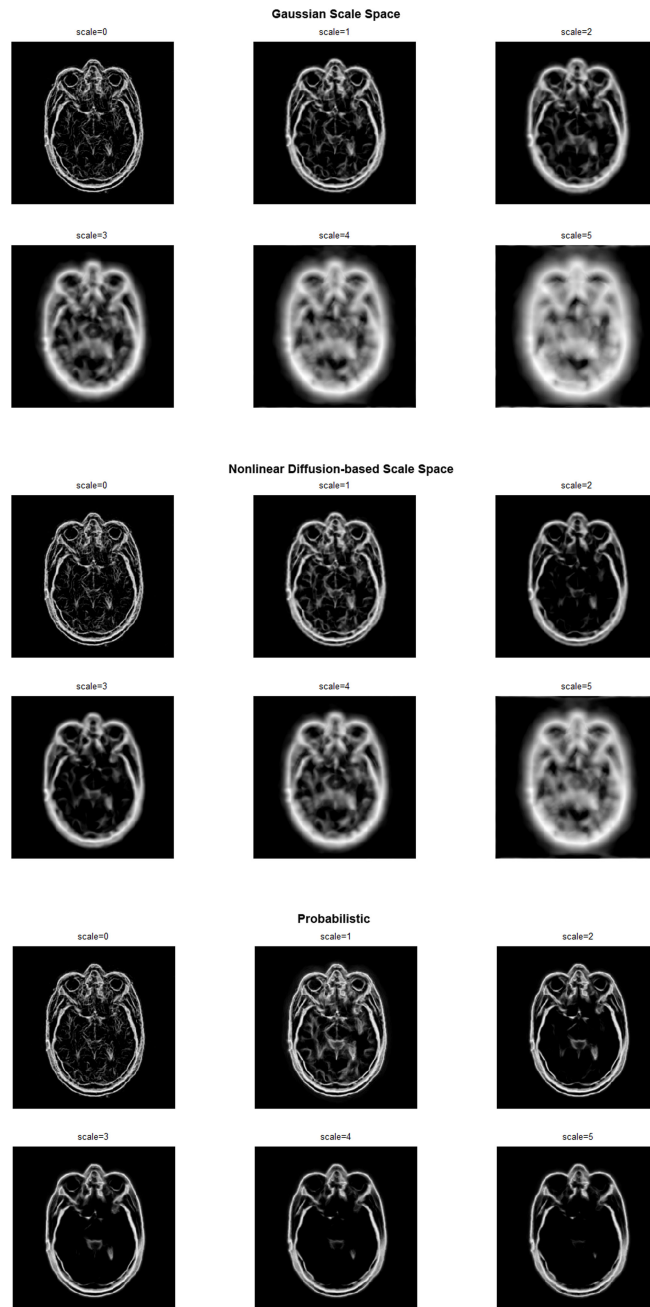 Gaussian Scale Space
scale=0
scale=1
scale=2
scale=3
scale=4
scale=5
Nonlinear Diffusion-based Scale Space
scale=0
scale=1
scale=2
scale=3
scale=4
scale=5
Probabilistic
scale=0
scale=1
scale=2
scale=3
scale=4
scale=5